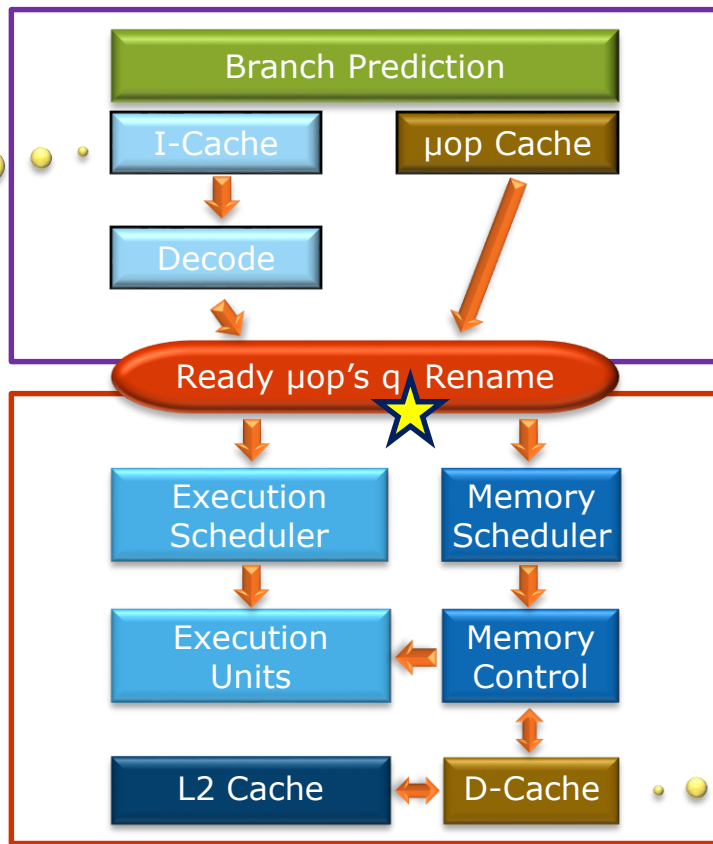 Branch Prediction
I-Cache
µop Cache
Decode
Ready µop's q, Rename
Execution
Scheduler
Memory
Scheduler
Execution
Units
Memory
Control
L2 Cache
D-Cache